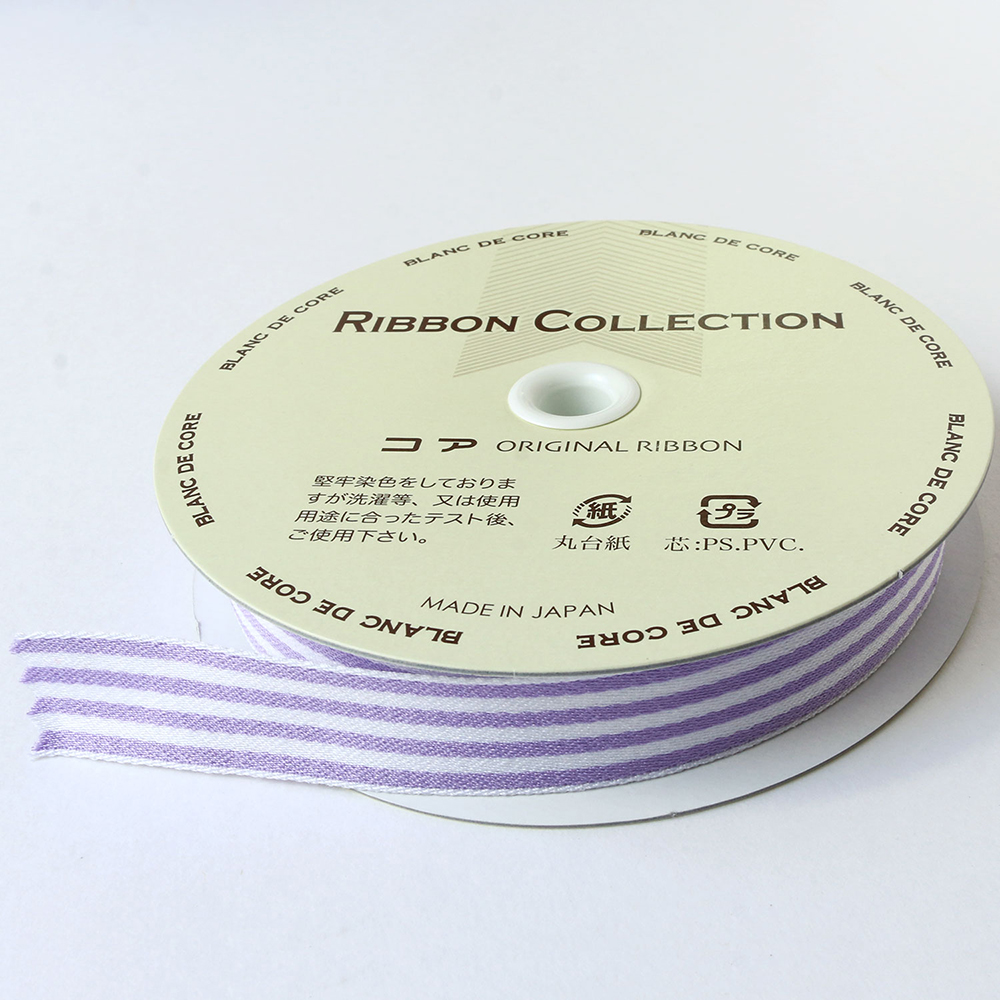 BLANC DE CORE
BLANC DE CORE
BLANC DE CORE
BLANC DE CORE
RIBBON COLLECTION
BLANC DE CORE
BLANC DE CORE
コア ORIGINAL RIBBON
堅牢染色をしておりま
すが洗濯等、又は使用
用途に合ったテスト後、
ご使用下さい。
紙
プラ
丸台紙
芯:PS.PVC.
MADE IN JAPAN
BLANC DE CORE
BLANC DE CORE